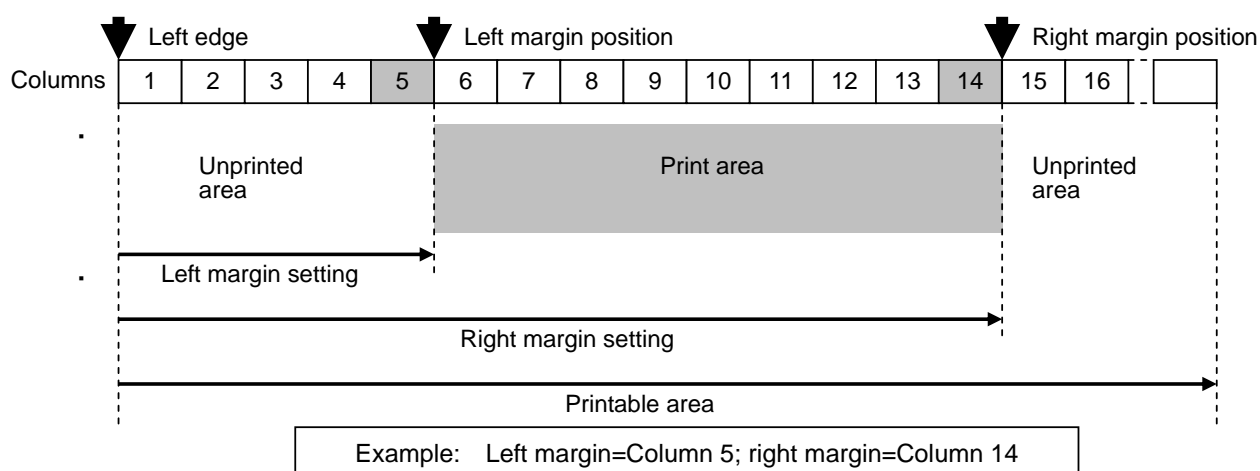 Left edge Left margin position Right margin position
Columns 1 2 3 4 5 6 7 8 9 10 11 12 13 14 15 16
Unprinted area Print area Unprinted area
Left margin setting
Right margin setting
Printable area
Example: Left margin=Column 5; right margin=Column 14